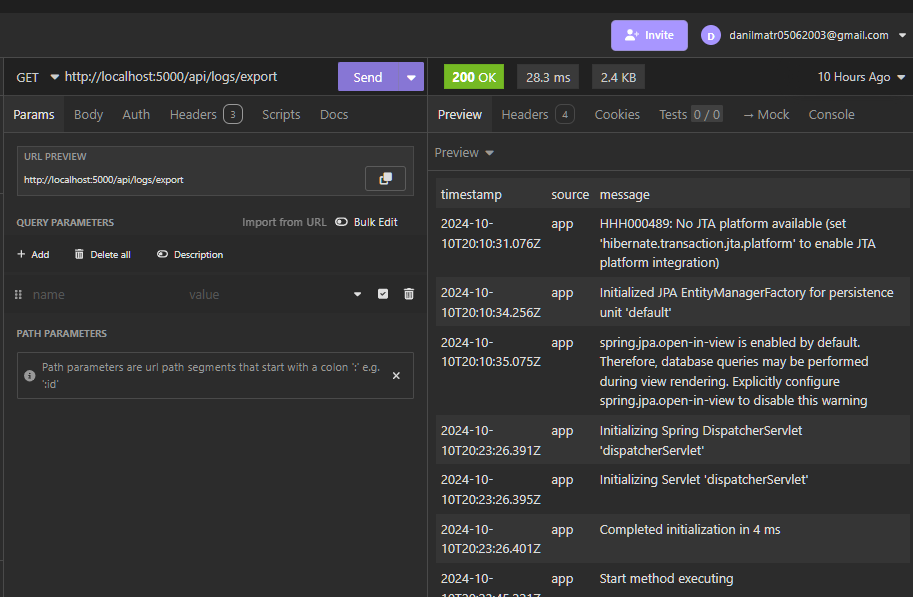 Invite
D
danilmatr05062003@gmail.com
GET
http://localhost:5000/api/logs/export
Send
200 OK
28.3 ms
2.4 KB
10 Hours Ago
Params
Body
Auth
Headers 3
Scripts
Docs
Preview
Headers 4
Cookies
Tests 0 / 0
→ Mock
Console
URL PREVIEW
http://localhost:5000/api/logs/export
QUERY PARAMETERS
Import from URL
Bulk Edit
+ Add
Delete all
Description
name
value
PATH PARAMETERS
Path parameters are url path segments that start with a colon ':' e.g.
':id'
Preview
timestamp source message
2024-10- app HHH000489: No JTA platform available (set
10T20:10:31.076Z 'hibernate.transaction.jta.platform' to enable JTA
platform integration)
2024-10- app Initialized JPA EntityManagerFactory for persistence
10T20:10:34.256Z unit 'default'
2024-10- app spring.jpa.open-in-view is enabled by default.
10T20:10:35.075Z Therefore, database queries may be performed
during view rendering. Explicitly configure
spring.jpa.open-in-view to disable this warning
2024-10- app Initializing Spring DispatcherServlet
10T20:23:26.391Z 'dispatcherServlet'
2024-10- app Initializing Servlet 'dispatcherServlet'
10T20:23:26.395Z
2024-10- app Completed initialization in 4 ms
10T20:23:26.401Z
2024-10- app Start method executing